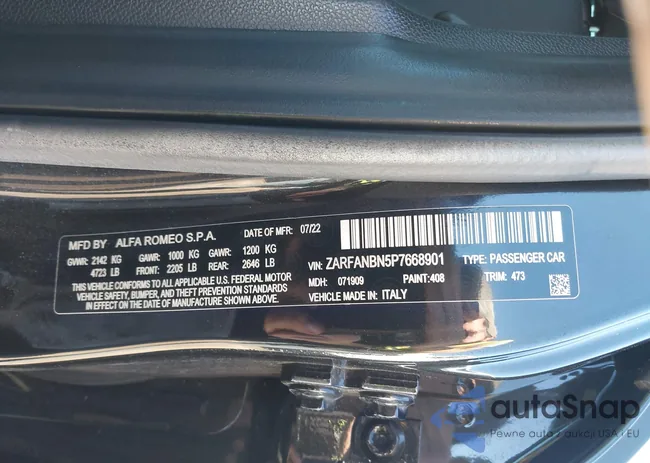 MFD BY ALFA ROMEO S.P.A. DATE OF MFR: 07/22
GVWR: 2142 KG GAWR: 1000 KG GAWR: 1200 KG
4723 LB FRONT: 2205 LB REAR: 2646 LB
THIS VEHICLE CONFORMS TO ALL APPLICABLE U.S. FEDERAL MOTOR
VEHICLE SAFETY, BUMPER, AND THEFT PREVENTION STANDARDS
IN EFFECT ON THE DATE OF MANUFACTURE SHOWN ABOVE.
VIN: ZARFANBN5P7668901 TYPE: PASSENGER CAR
MDH: 071909 PAINT: 408 TRIM: 473
VEHICLE MADE IN: ITALY
autoSnap
Pewne auto z aukcji USA i EU